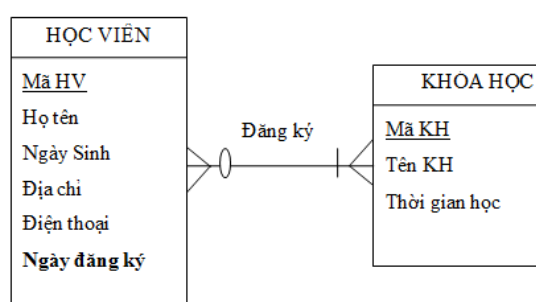 HỌC VIÊN
Mã HV
Họ tên
Ngày Sinh
Địa chỉ
Điện thoại
Ngày đăng ký
Đăng ký
KHÓA HỌC
Mã KH
Tên KH
Thời gian học